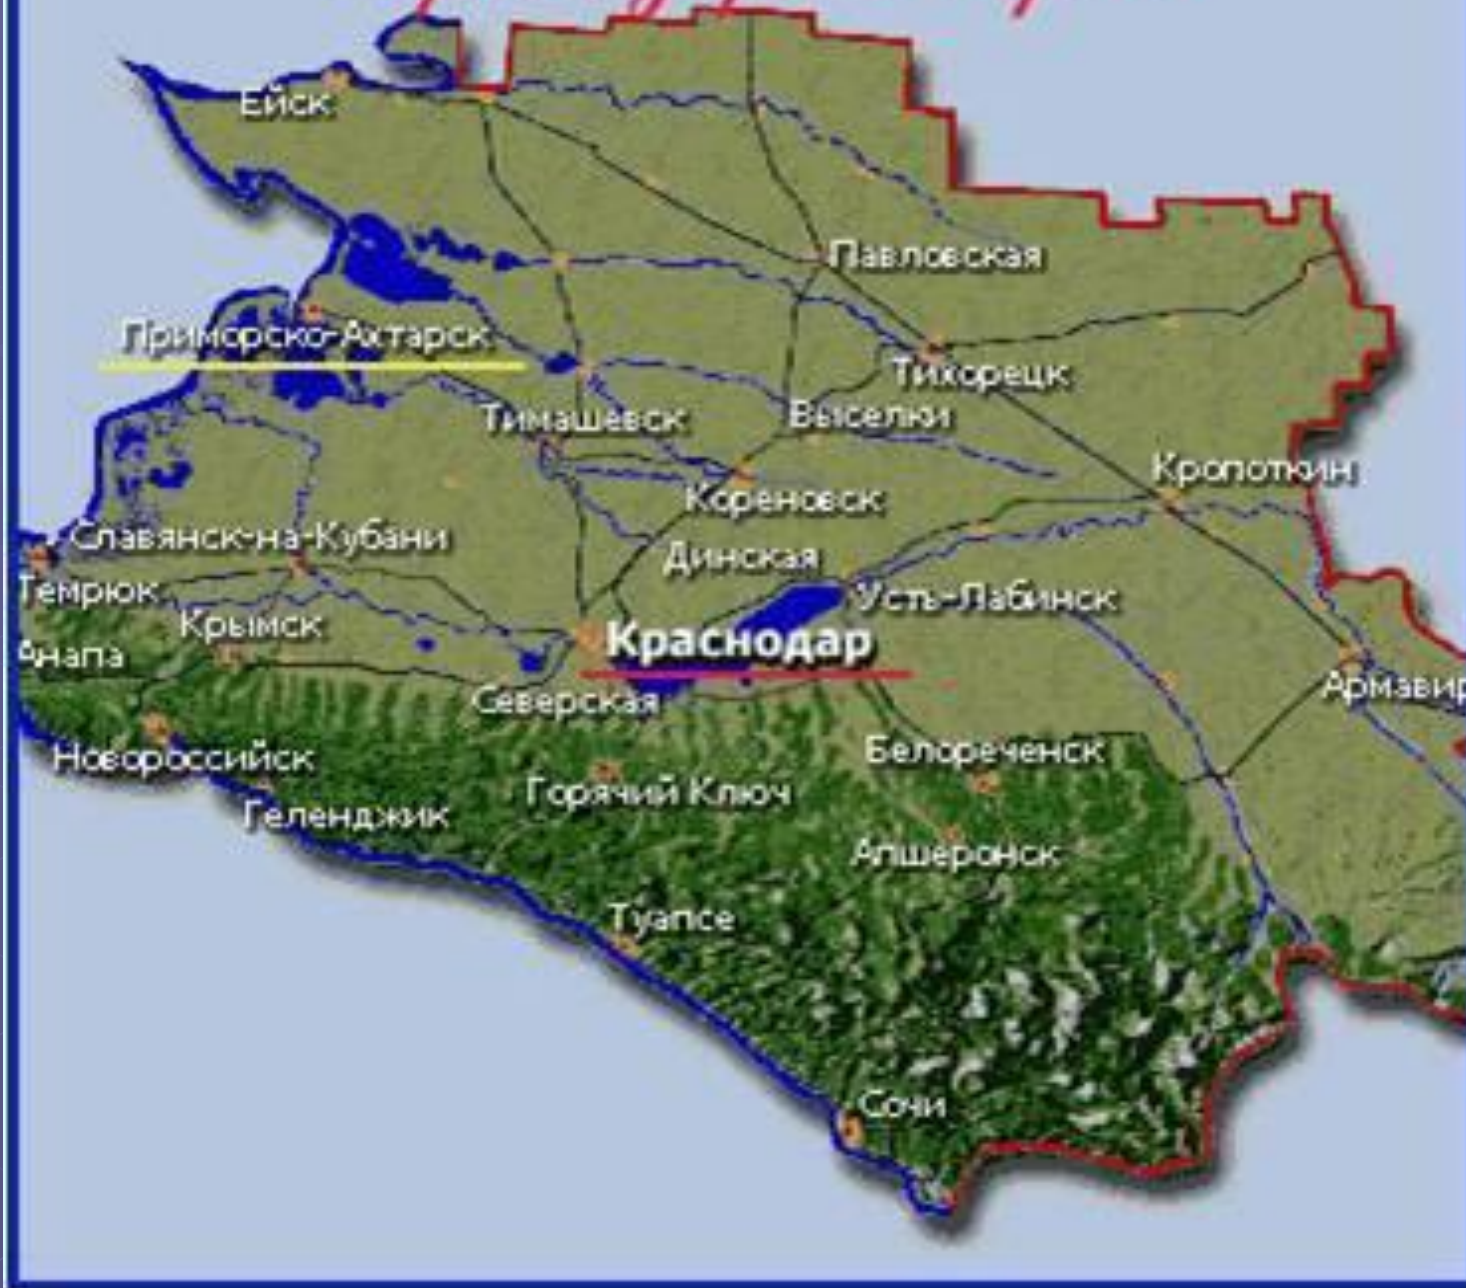 Ейск
Павловская
Приморско-Ахтарск
Тихорецк
Тимашевск
Выселки
Кропоткин
Кореновск
Славянск-на-Кубани
Динская
Темрюк
Усть-Лабинск
Крымск
Краснодар
Анапа
Армавир
Северская
Новороссийск
Белореченск
Горячий Ключ
Геленджик
Апшеронск
Туапсе
Сочи